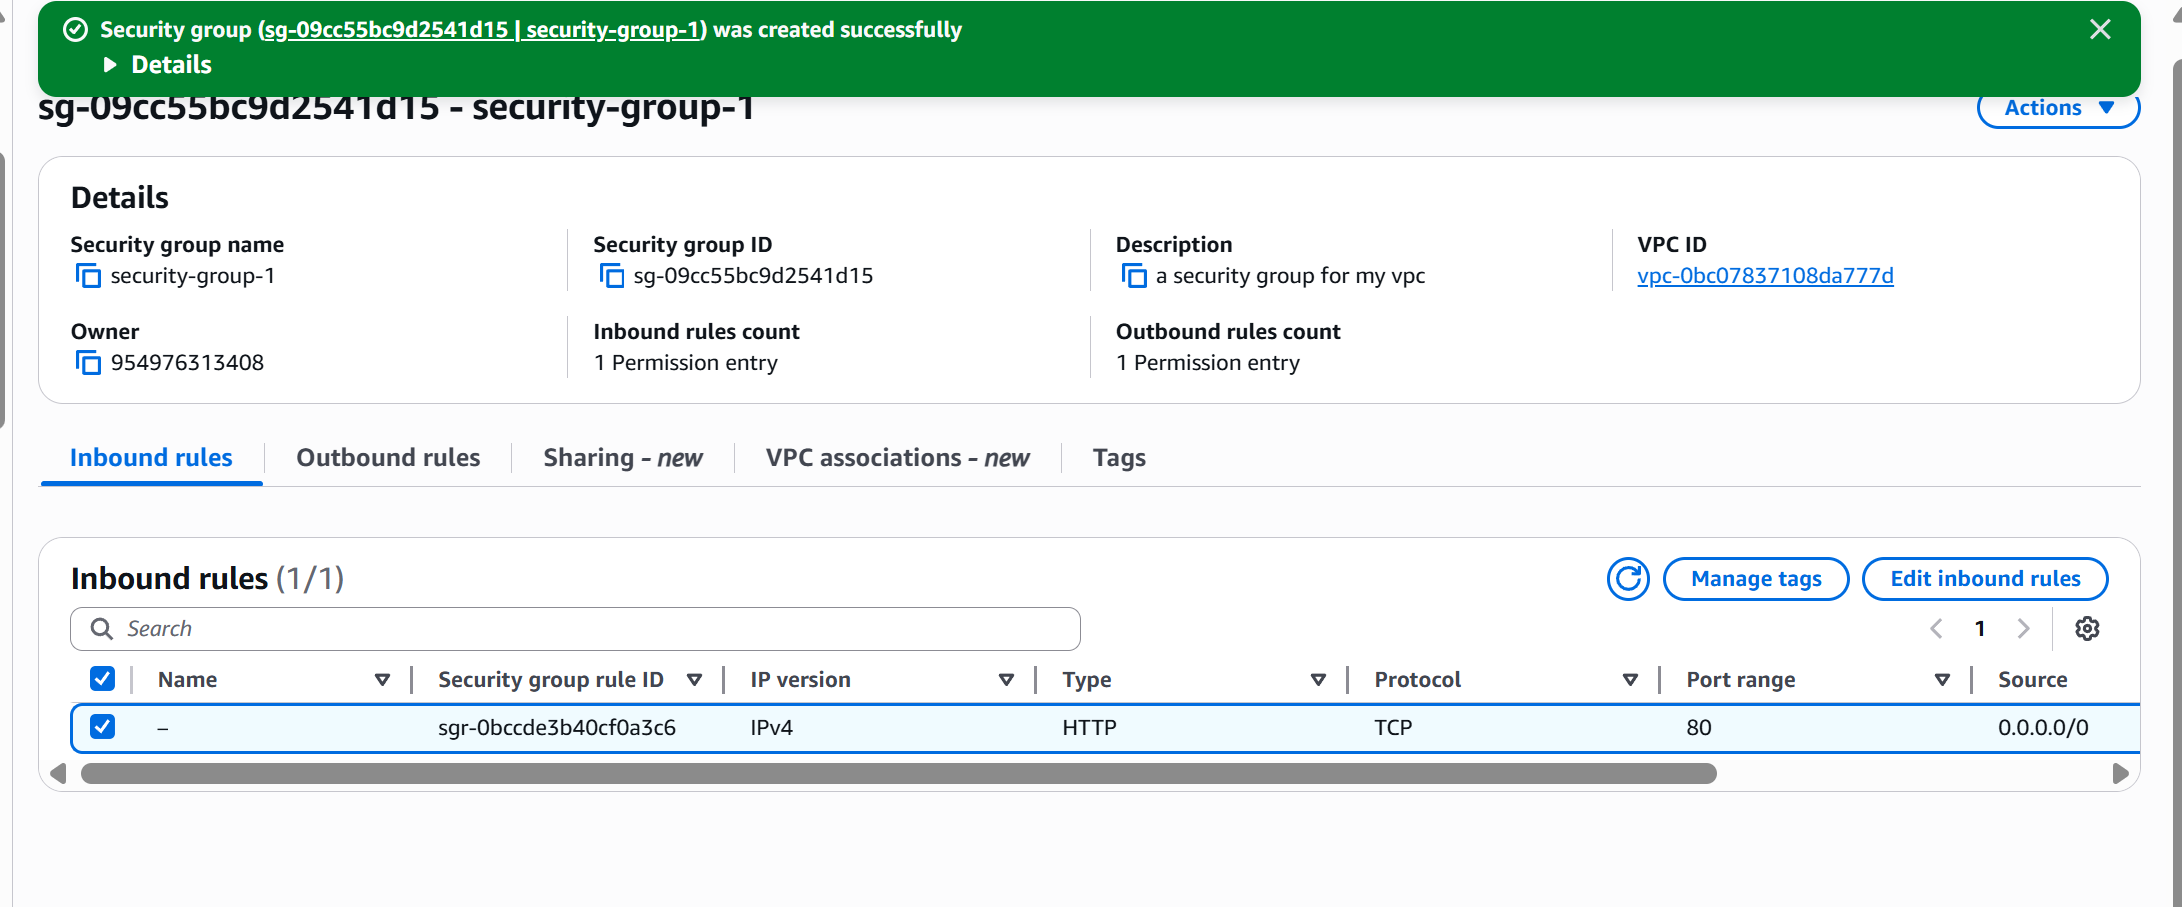 Security group (sg-09cc55bc9d2541d15 | security-group-1) was created successfully
Details
sg-09cc55bc9d2541d15 - security-group-1
Actions
Details
Security group name
security-group-1
Security group ID
sg-09cc55bc9d2541d15
Description
a security group for my vpc
VPC ID
vpc-0bc07837108da777d
Owner
954976313408
Inbound rules count
1 Permission entry
Outbound rules count
1 Permission entry
Inbound rules
Outbound rules
Sharing - new
VPC associations - new
Tags
Inbound rules (1/1)
Manage tags
Edit inbound rules
Search
1
Name
Security group rule ID
IP version
Type
Protocol
Port range
Source
–
sgr-0bccde3b40cf0a3c6
IPv4
HTTP
TCP
80
0.0.0.0/0